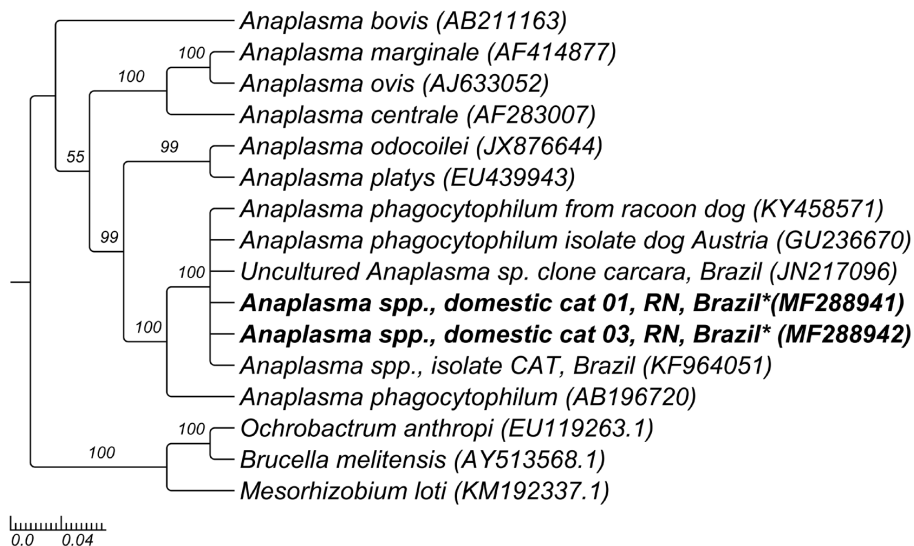 Anaplasma bovis (AB211163)
100
Anaplasma marginale (AF414877)
100
Anaplasma ovis (AJ633052)
Anaplasma centrale (AF283007)
99
Anaplasma odocoilei (JX876644)
55
Anaplasma platys (EU439943)
Anaplasma phagocytophilum from racoon dog (KY458571)
99
Anaplasma phagocytophilum isolate dog Austria (GU236670)
100
Uncultured Anaplasma sp. clone carcara, Brazil (JN217096)
Anaplasma spp., domestic cat 01, RN, Brazil*(MF288941)
100
Anaplasma spp., domestic cat 03, RN, Brazil* (MF288942)
Anaplasma spp., isolate CAT, Brazil (KF964051)
Anaplasma phagocytophilum (AB196720)
100
Ochrobactrum anthropi (EU119263.1)
100
Brucella melitensis (AY513568.1)
Mesorhizobium loti (KM192337.1)
0.0 0.04